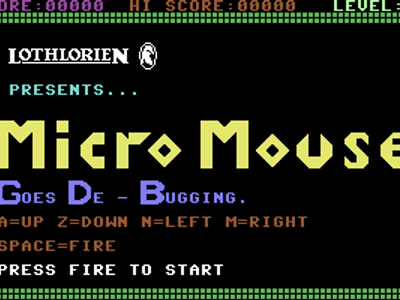 ORE:00000 HI SCORE:00000 LEVEL:
LOTHLORIEN
PRESENTS...
Micro Mouse
Goes De - Bugging.
A=UP Z=DOWN N=LEFT M=RIGHT
SPACE=FIRE
PRESS FIRE TO START